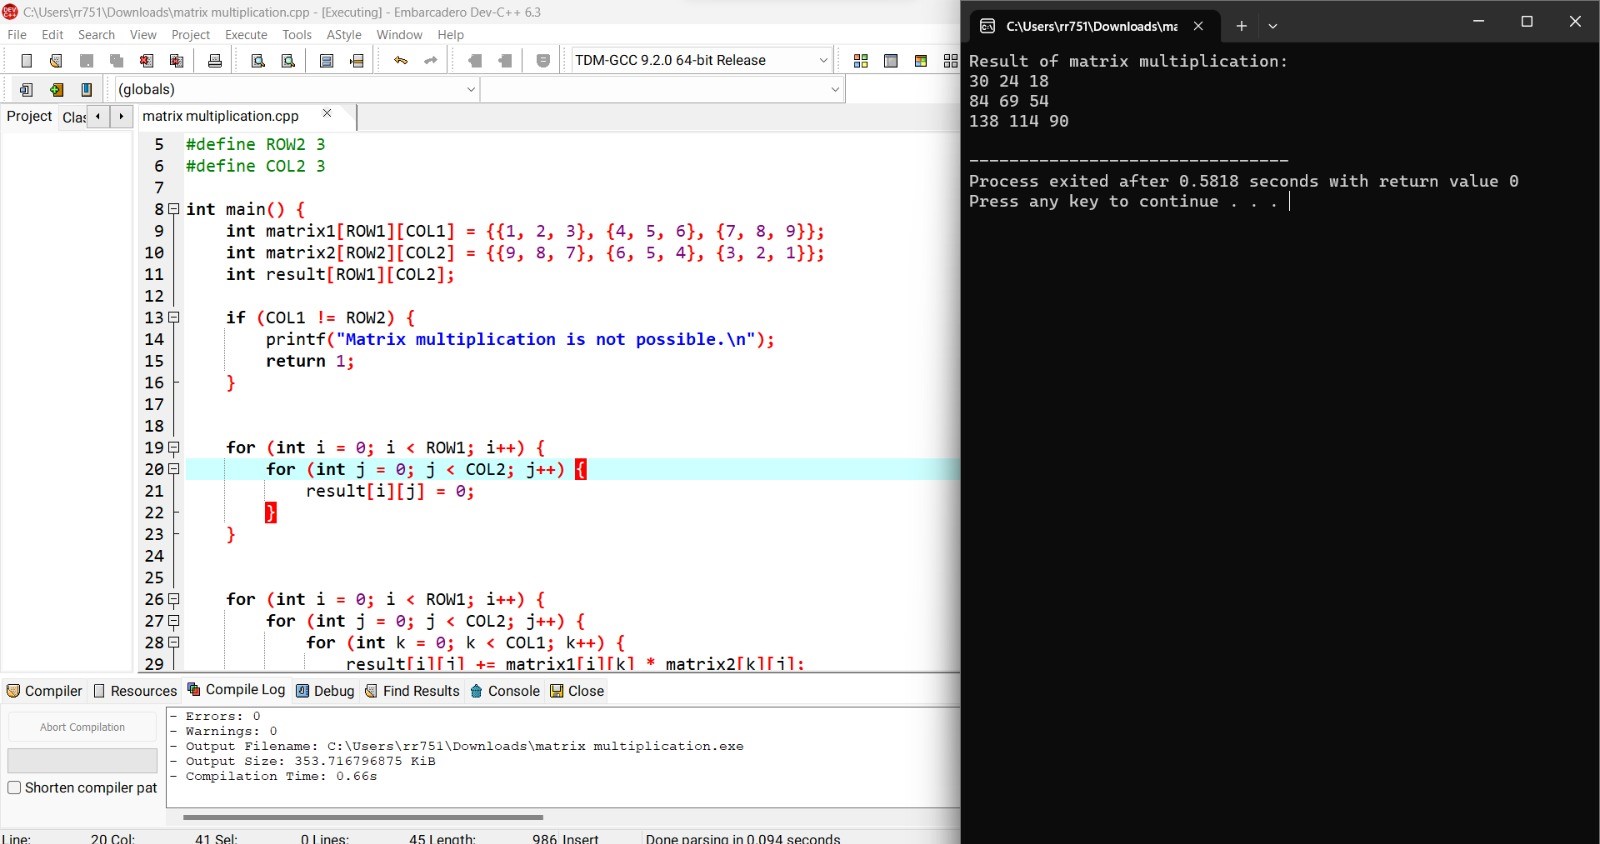 C:\Users\rr751\Downloads\matrix multiplication.cpp - [Executing] - Embarcadero Dev-C++ 6.3
File Edit Search View Project Execute Tools AStyle Window Help
TDM-GCC 9.2.0 64-bit Release
(globals)
Project Clas
matrix multiplication.cpp
5 #define ROW2 3
6 #define COL2 3
7
8 int main() {
9 int matrix1[ROW1][COL1] = {{1, 2, 3}, {4, 5, 6}, {7, 8, 9}};
10 int matrix2[ROW2][COL2] = {{9, 8, 7}, {6, 5, 4}, {3, 2, 1}};
11 int result[ROW1][COL2];
12
13 if (COL1 != ROW2) {
14 printf("Matrix multiplication is not possible.\n");
15 return 1;
16 }
17
18
19 for (int i = 0; i < ROW1; i++) {
20 for (int j = 0; j < COL2; j++) {
21 result[i][j] = 0;
22 }
23 }
24
25
26 for (int i = 0; i < ROW1; i++) {
27 for (int j = 0; j < COL2; j++) {
28 for (int k = 0; k < COL1; k++) {
29 result[i][j] += matrix1[i][k] * matrix2[k][j];
Compiler Resources Compile Log Debug Find Results Console Close
Abort Compilation
Shorten compiler pat
- Errors: 0
- Warnings: 0
- Output Filename: C:\Users\rr751\Downloads\matrix multiplication.exe
- Output Size: 353.716796875 KiB
- Compilation Time: 0.66s
Line: 20 Col: 41 Sel: 0 Lines: 45 Length: 986 Insert Done parsing in 0.094 seconds
C:\Users\rr751\Downloads\ma
Result of matrix multiplication:
30 24 18
84 69 54
138 114 90
--------------------------------
Process exited after 0.5818 seconds with return value 0
Press any key to continue . . .